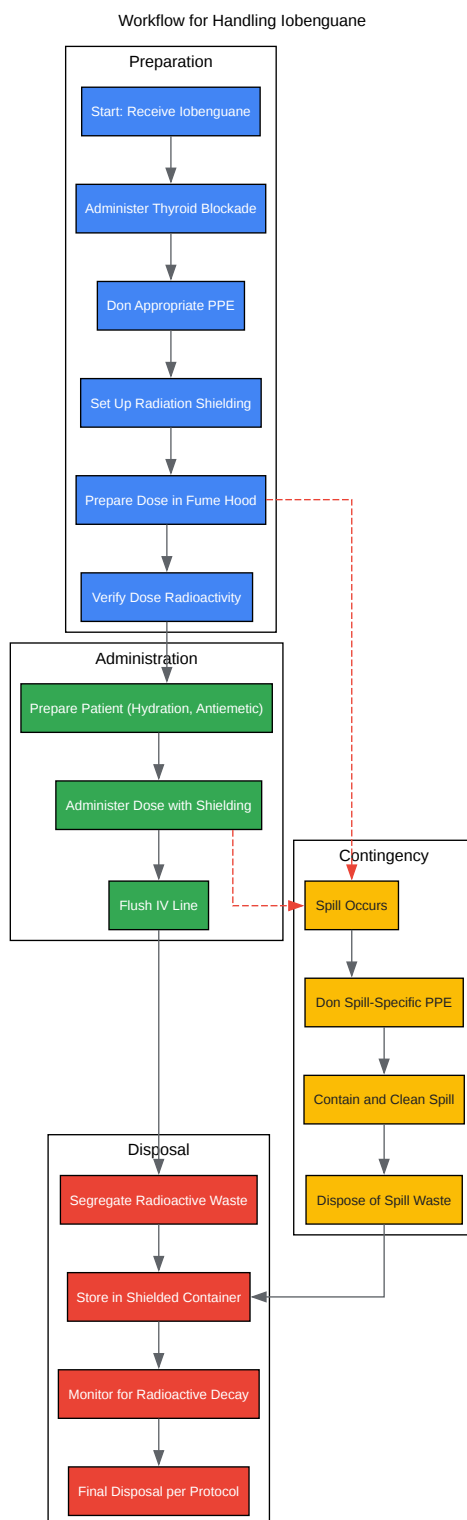 Workflow for Handling Iobenguane
Preparation
Start: Receive Iobenguane
Administer Thyroid Blockade
Don Appropriate PPE
Set Up Radiation Shielding
Prepare Dose in Fume Hood
Verify Dose Radioactivity
Administration
Prepare Patient (Hydration, Antiemetic)
Administer Dose with Shielding
Flush IV Line
Contingency
Spill Occurs
Don Spill-Specific PPE
Contain and Clean Spill
Dispose of Spill Waste
Disposal
Segregate Radioactive Waste
Store in Shielded Container
Monitor for Radioactive Decay
Final Disposal per Protocol